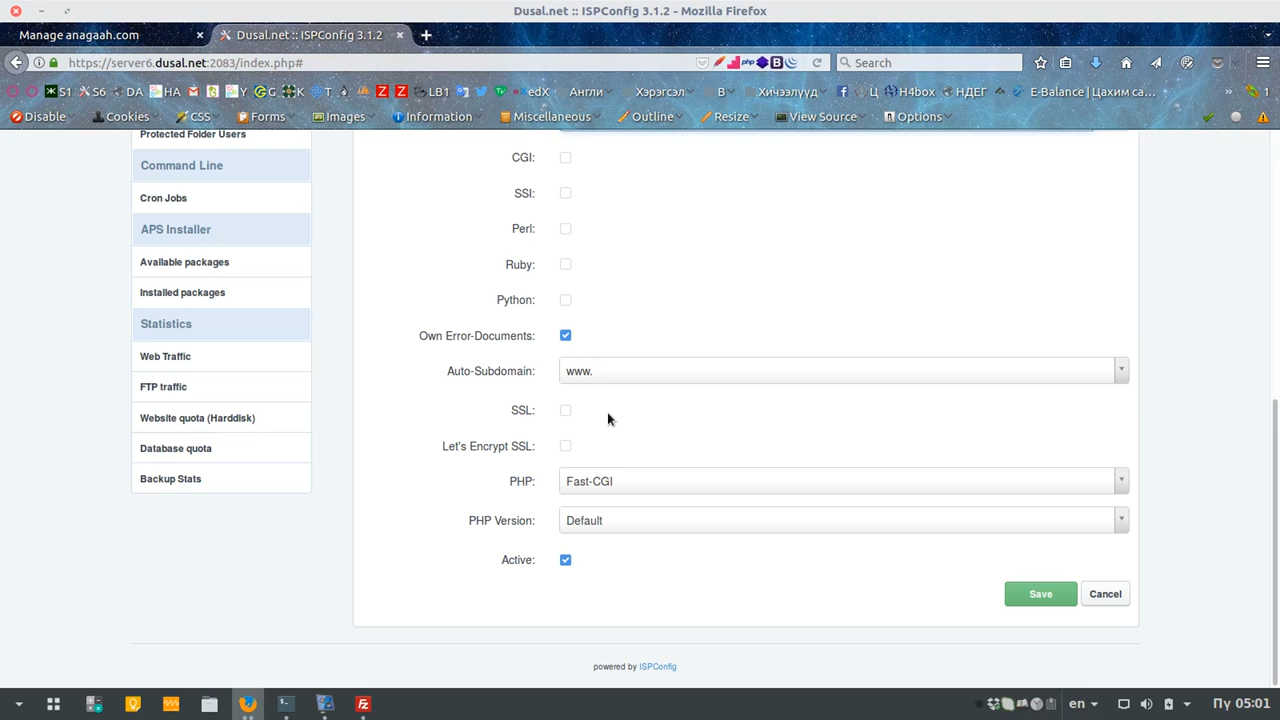 Dusal.net :: ISPConfig 3.1.2 - Mozilla Firefox
Manage anagaah.com
Dusal.net :: ISPConfig 3.1.2
https://server6.dusal.net:2083/index.php#
php
B
Search
S1 S6 DA HA Y G K T Z Z LB1 edX Англи Хэрэгсэл В Хичээлүүд Ц H4box НДЕГ E-Balance | Цахим са... » 1
Disable Cookies CSS Forms Images Information Miscellaneous Outline Resize View Source Options
Protected Folder Users
Command Line
Cron Jobs
APS Installer
Available packages
Installed packages
Statistics
Web Traffic
FTP traffic
Website quota (Harddisk)
Database quota
Backup Stats
CGI:
SSI:
Perl:
Ruby:
Python:
Own Error-Documents:
Auto-Subdomain: www.
SSL:
Let's Encrypt SSL:
PHP: Fast-CGI
PHP Version: Default
Active:
Save Cancel
powered by ISPConfig
en Пү 05:01